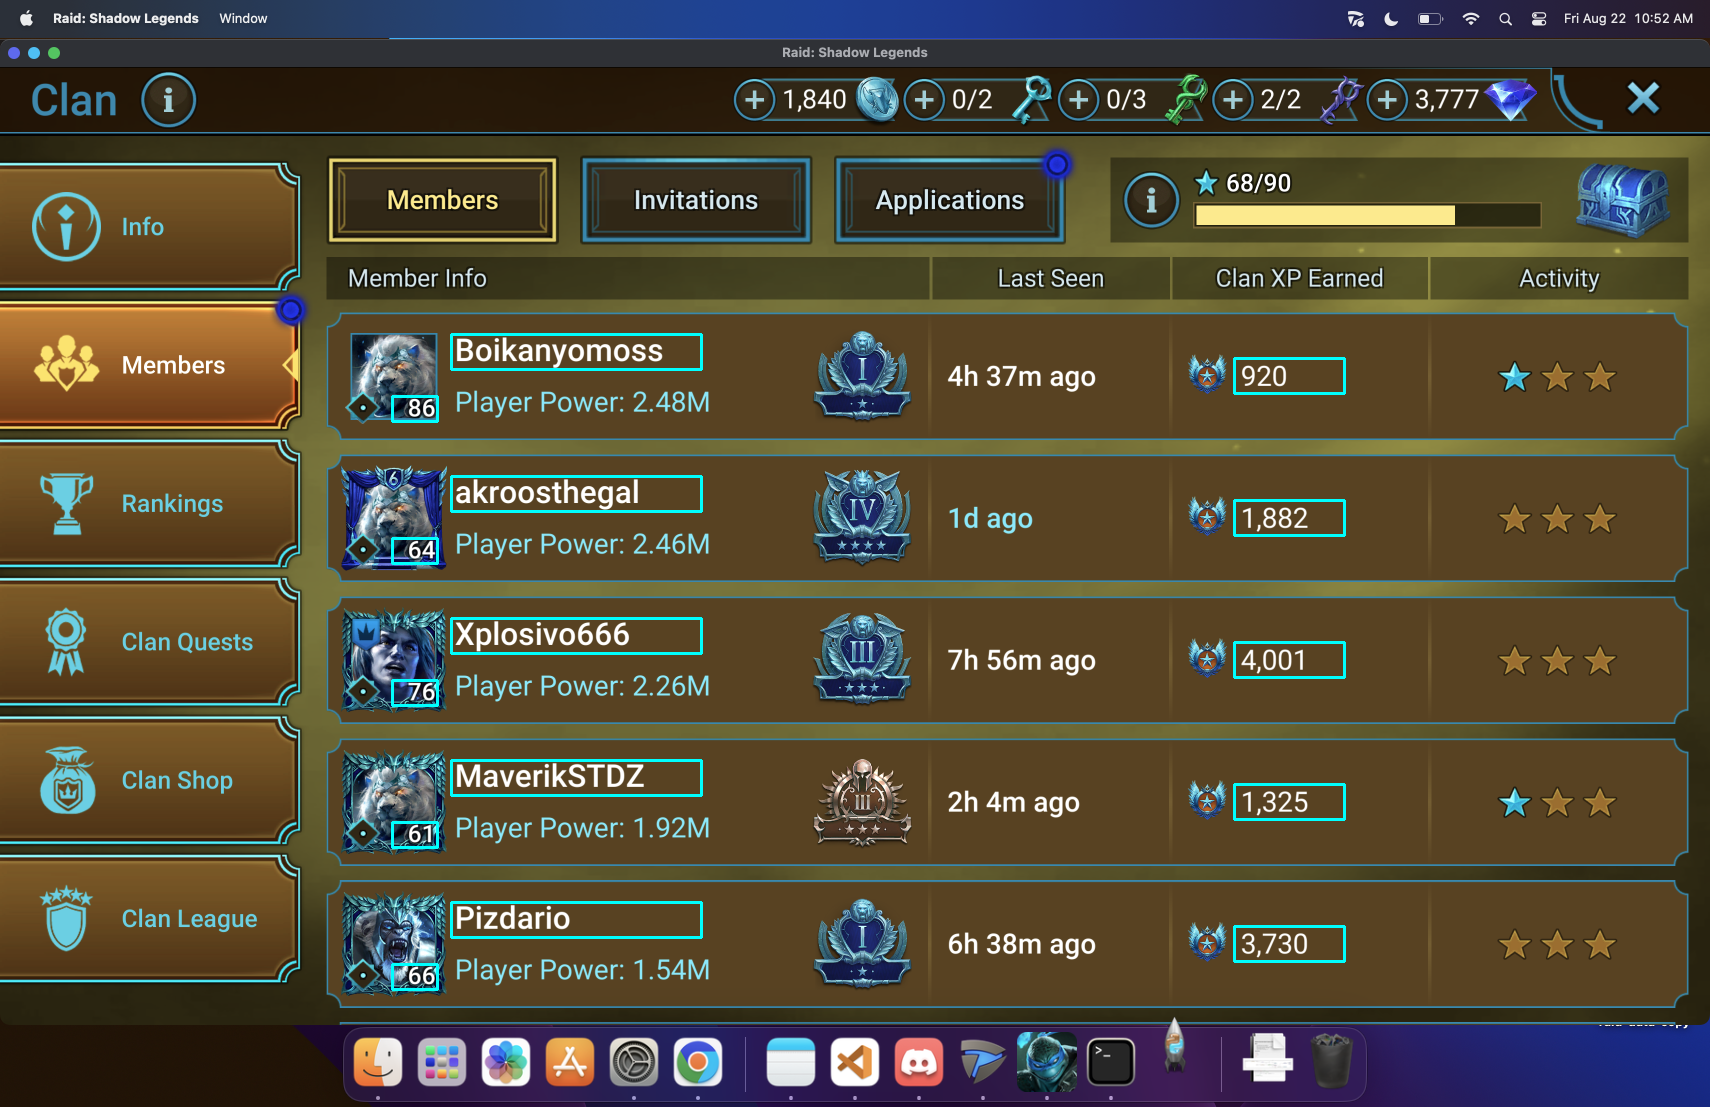 Raid: Shadow Legends Window Fri Aug 22 10:52 AM
Raid: Shadow Legends
Clan i 1,840 0/2 0/3 2/2 3,777
Info
Members
Rankings
Clan Quests
Clan Shop
Clan League
Members Invitations Applications i 68/90
Member Info Last Seen Clan XP Earned Activity
Boikanyomoss
86 Player Power: 2.48M I 4h 37m ago 920
6 akroosthegal
64 Player Power: 2.46M IV 1d ago 1,882
Xplosivo666
76 Player Power: 2.26M III 7h 56m ago 4,001
MaverikSTDZ
61 Player Power: 1.92M III 2h 4m ago 1,325
Pizdario
66 Player Power: 1.54M I 6h 38m ago 3,730